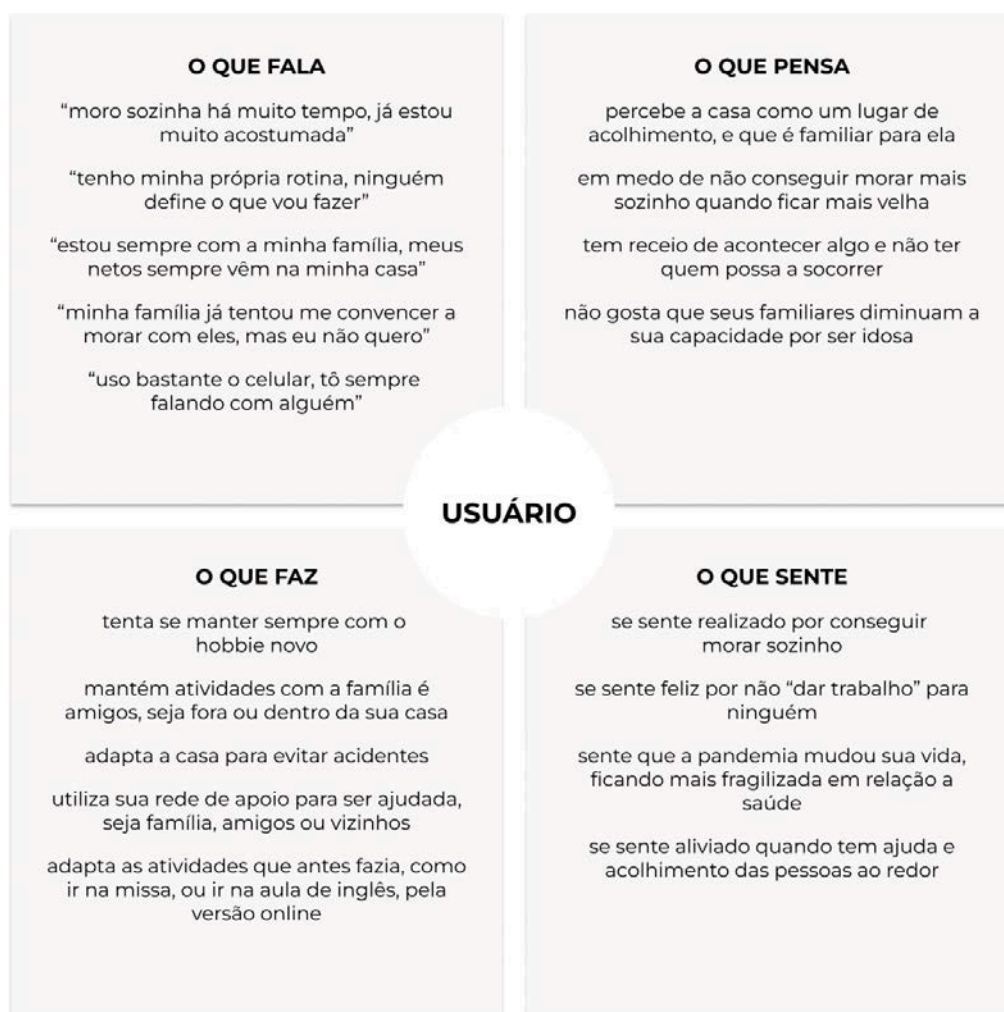 O QUE FALA
“moro sozinha há muito tempo, já estou
muito acostumada”
“tenho minha própria rotina, ninguém
define o que vou fazer”
“estou sempre com a minha família, meus
netos sempre vêm na minha casa”
“minha família já tentou me convencer a
morar com eles, mas eu não quero”
“uso bastante o celular, tô sempre
falando com alguém”
O QUE PENSA
percebe a casa como um lugar de
acolhimento, e que é familiar para ela
em medo de não conseguir morar mais
sozinho quando ficar mais velha
tem receio de acontecer algo e não ter
quem possa a socorrer
não gosta que seus familiares diminuam a
sua capacidade por ser idosa
USUÁRIO
O QUE FAZ
tenta se manter sempre com o
hobbie novo
mantém atividades com a família é
amigos, seja fora ou dentro da sua casa
adapta a casa para evitar acidentes
utiliza sua rede de apoio para ser ajudada,
seja família, amigos ou vizinhos
adapta as atividades que antes fazia, como
ir na missa, ou ir na aula de inglês, pela
versão online
O QUE SENTE
se sente realizado por conseguir
morar sozinho
se sente feliz por não “dar trabalho” para
ninguém
sente que a pandemia mudou sua vida,
ficando mais fragilizada em relação a
saúde
se sente aliviado quando tem ajuda e
acolhimento das pessoas ao redor